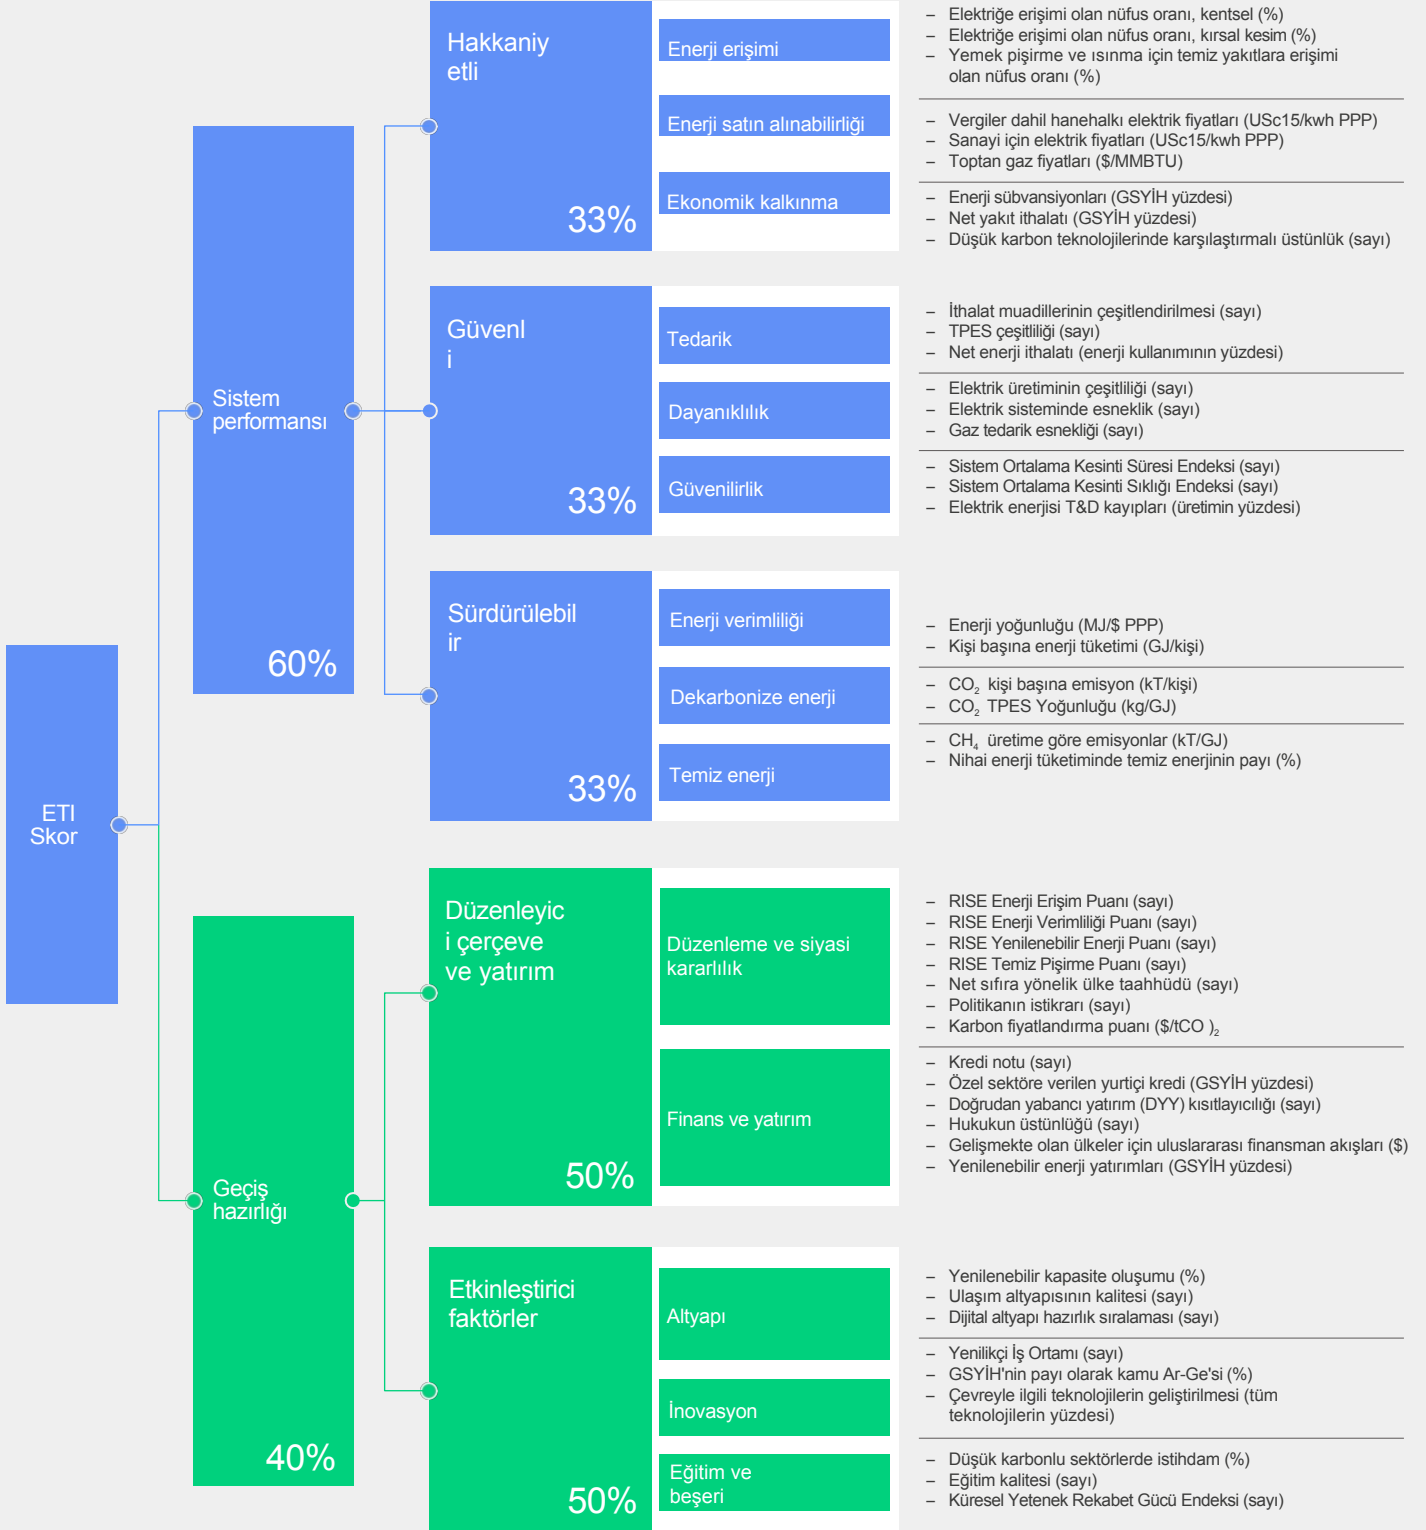 ETI
Skor
Sistem
performansı
60%
Hakkaniy
etli
33%
Enerji erişimi
– Elektriğe erişimi olan nüfus oranı, kentsel (%)
– Elektriğe erişimi olan nüfus oranı, kırsal kesim (%)
– Yemek pişirme ve ısınma için temiz yakıtlara erişimi
olan nüfus oranı (%)
Enerji satın alınabilirliği
– Vergiler dahil hanehalkı elektrik fiyatları (USc15/kwh PPP)
– Sanayi için elektrik fiyatları (USc15/kwh PPP)
– Toptan gaz fiyatları ($/MMBTU)
Ekonomik kalkınma
– Enerji sübvansiyonları (GSYİH yüzdesi)
– Net yakıt ithalatı (GSYİH yüzdesi)
– Düşük karbon teknolojilerinde karşılaştırmalı üstünlük (sayı)
Güvenl
i
33%
Tedarik
– İthalat muadillerinin çeşitlendirilmesi (sayı)
– TPES çeşitliliği (sayı)
– Net enerji ithalatı (enerji kullanımının yüzdesi)
Dayanıklılık
– Elektrik üretiminin çeşitliliği (sayı)
– Elektrik sisteminde esneklik (sayı)
– Gaz tedarik esnekliği (sayı)
Güvenilirlik
– Sistem Ortalama Kesinti Süresi Endeksi (sayı)
– Sistem Ortalama Kesinti Sıklığı Endeksi (sayı)
– Elektrik enerjisi T&D kayıpları (üretimin yüzdesi)
Sürdürülebil
ir
33%
Enerji verimliliği
– Enerji yoğunluğu (MJ/$ PPP)
– Kişi başına enerji tüketimi (GJ/kişi)
Dekarbonize enerji
– CO₂ kişi başına emisyon (kT/kişi)
– CO₂ TPES Yoğunluğu (kg/GJ)
Temiz enerji
– CH₄ üretime göre emisyonlar (kT/GJ)
– Nihai enerji tüketiminde temiz enerjinin payı (%)
Geçiş
hazırlığı
40%
Düzenleyic
i çerçeve
ve yatırım
50%
Düzenleme ve siyasi
kararlılık
– RISE Enerji Erişim Puanı (sayı)
– RISE Enerji Verimliliği Puanı (sayı)
– RISE Yenilenebilir Enerji Puanı (sayı)
– RISE Temiz Pişirme Puanı (sayı)
– Net sıfıra yönelik ülke taahhüdü (sayı)
– Politikanın istikrarı (sayı)
– Karbon fiyatlandırma puanı ($/tCO )₂
Finans ve yatırım
– Kredi notu (sayı)
– Özel sektöre verilen yurtiçi kredi (GSYİH yüzdesi)
– Doğrudan yabancı yatırım (DYY) kısıtlayıcılığı (sayı)
– Hukukun üstünlüğü (sayı)
– Gelişmekte olan ülkeler için uluslararası finansman akışları ($)
– Yenilenebilir enerji yatırımları (GSYİH yüzdesi)
Etkinleştirici
faktörler
50%
Altyapı
– Yenilenebilir kapasite oluşumu (%)
– Ulaşım altyapısının kalitesi (sayı)
– Dijital altyapı hazırlık sıralaması (sayı)
İnovasyon
– Yenilikçi İş Ortamı (sayı)
– GSYİH'nin payı olarak kamu Ar-Ge'si (%)
– Çevreyle ilgili teknolojilerin geliştirilmesi (tüm
teknolojilerin yüzdesi)
Eğitim ve
beşeri
– Düşük karbonlu sektörlerde istihdam (%)
– Eğitim kalitesi (sayı)
– Küresel Yetenek Rekabet Gücü Endeksi (sayı)